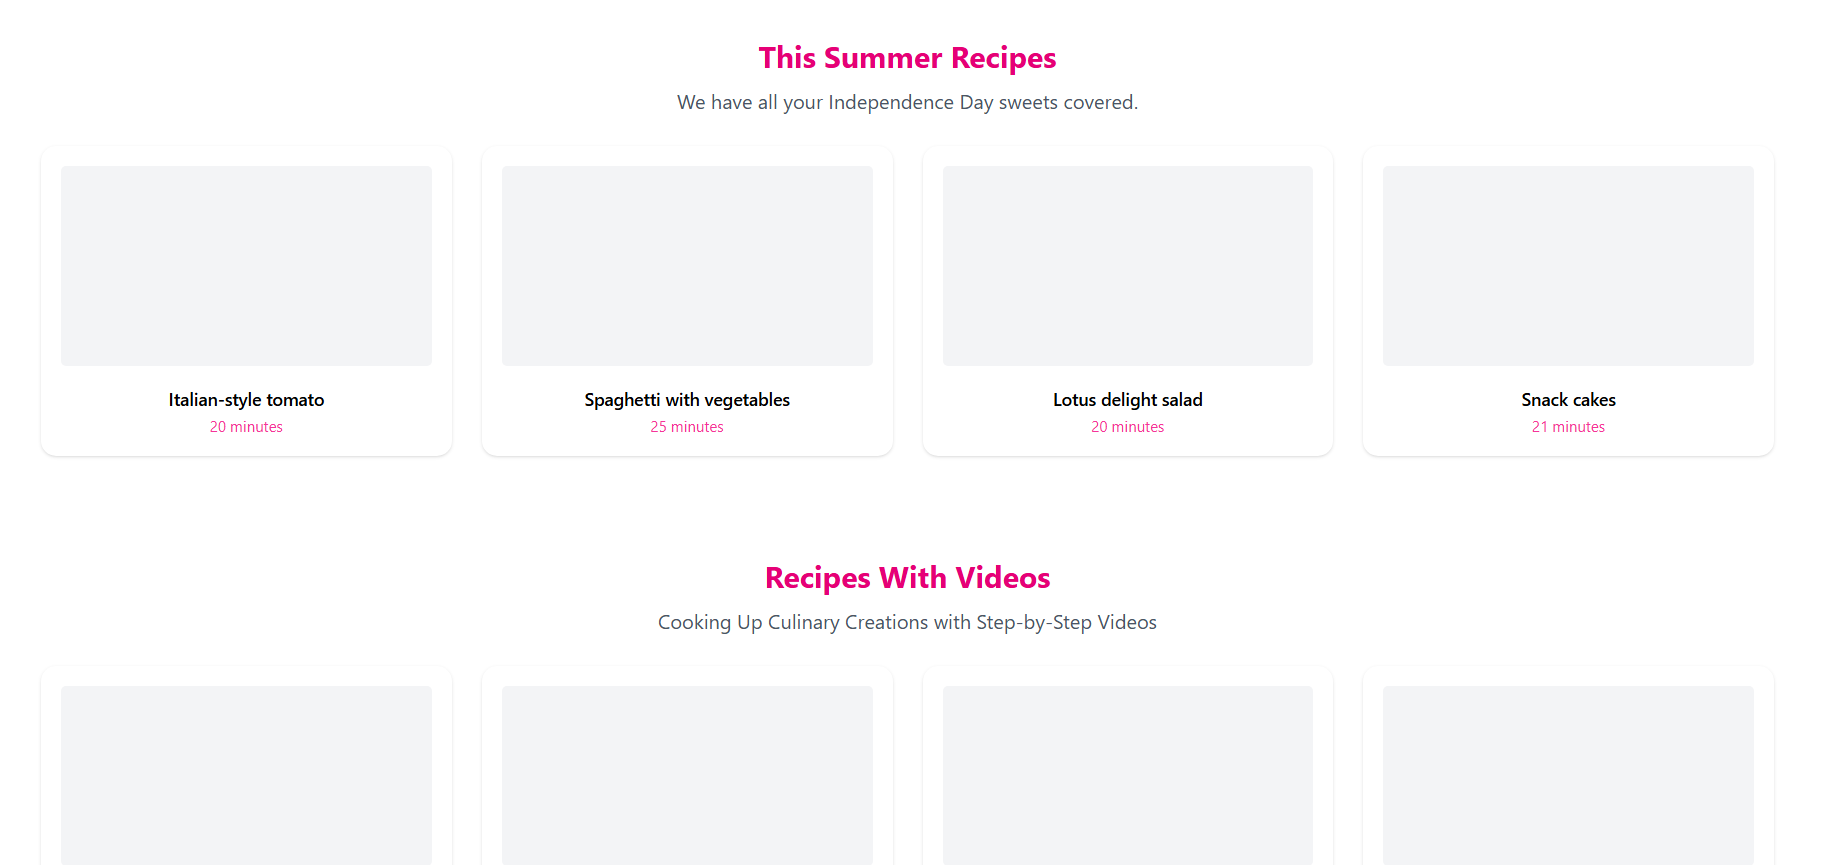 This Summer Recipes
We have all your Independence Day sweets covered.
Italian-style tomato
20 minutes
Spaghetti with vegetables
25 minutes
Lotus delight salad
20 minutes
Snack cakes
21 minutes
Recipes With Videos
Cooking Up Culinary Creations with Step-by-Step Videos